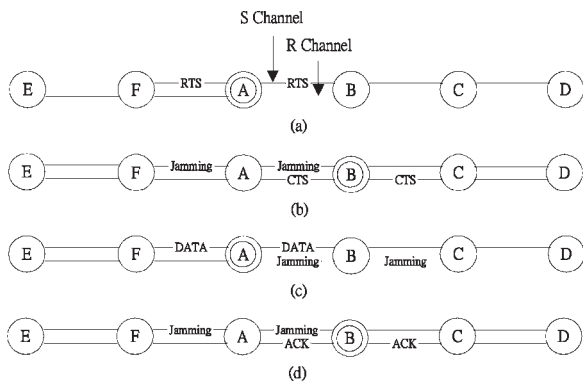 S Channel
R Channel
E F RTS A RTS B C D
(a)
Jamming Jamming
E F A B C D
CTS CTS
(b)
DATA DATA
E F A B C D
Jamming Jamming
(c)
Jamming Jamming
E F A B C D
ACK ACK
(d)